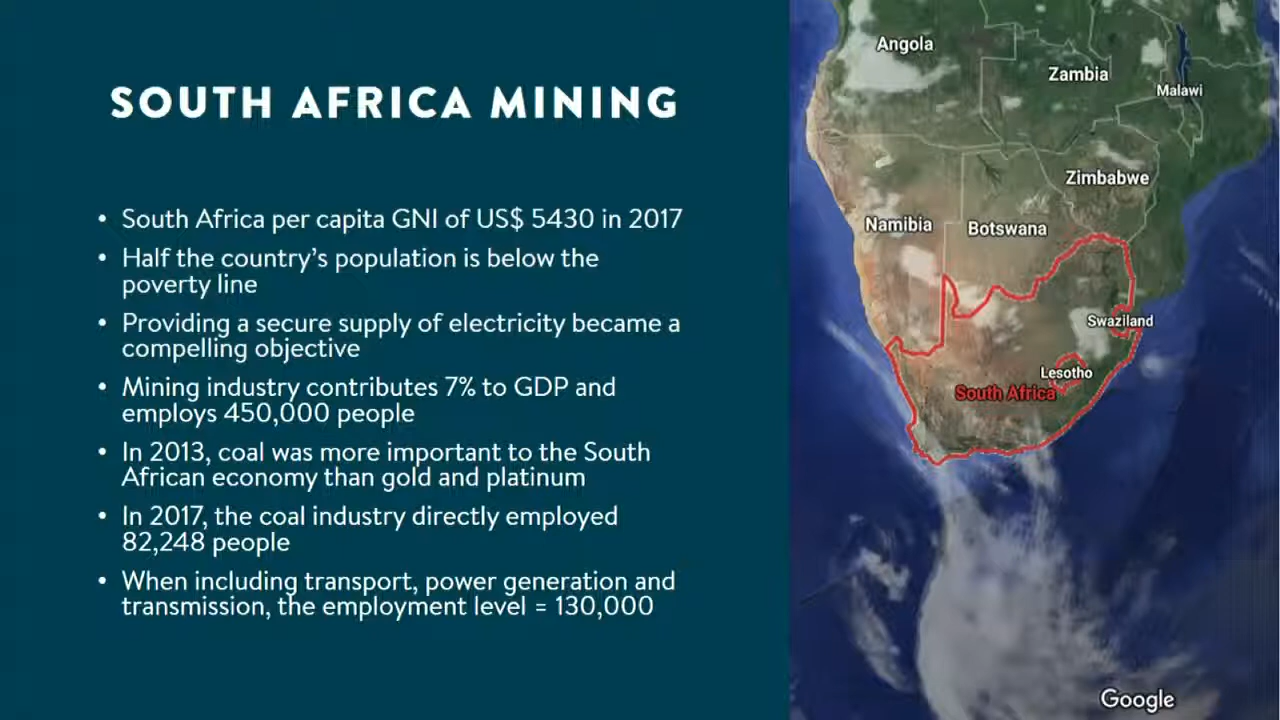 SOUTH AFRICA MINING
• South Africa per capita GNI of US$ 5430 in 2017
• Half the country's population is below the
poverty line
• Providing a secure supply of electricity became a
compelling objective
• Mining industry contributes 7% to GDP and
employs 450,000 people
• In 2013, coal was more important to the South
African economy than gold and platinum
• In 2017, the coal industry directly employed
82,248 people
• When including transport, power generation and
transmission, the employment level = 130,000
Angola
Zambia
Malawi
Zimbabwe
Namibia
Botswana
Swaziland
Lesotho
South Africa
Google